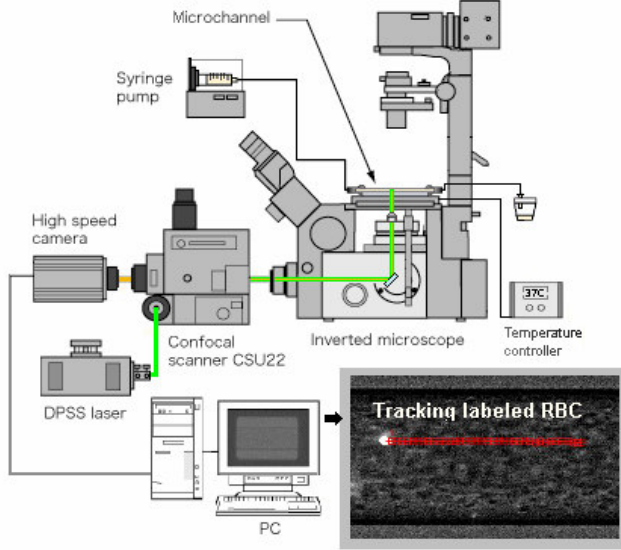 Microchannel
Syringe
pump
High speed
camera
37C
Confocal
scanner CSU22
Inverted microscope
Temperature
controller
DPSS laser
Tracking labeled RBC
PC